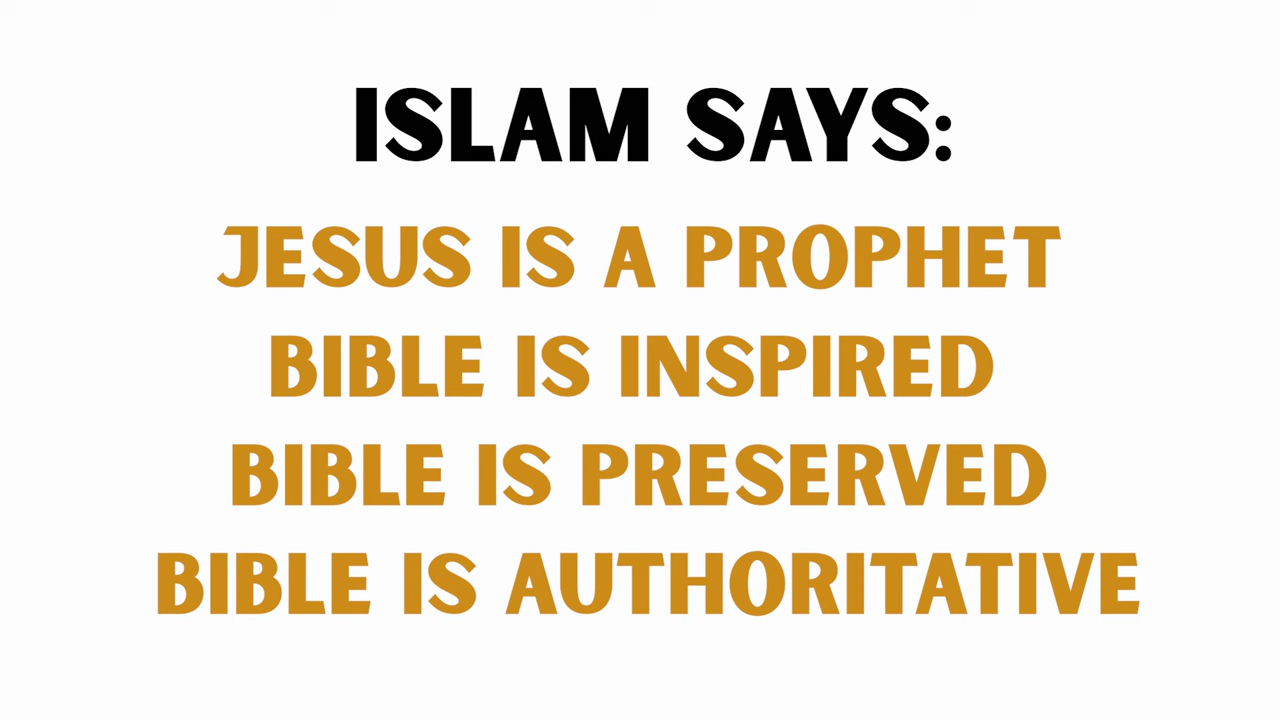 ISLAM SAYS:
JESUS IS A PROPHET
BIBLE IS INSPIRED
BIBLE IS PRESERVED
BIBLE IS AUTHORITATIVE